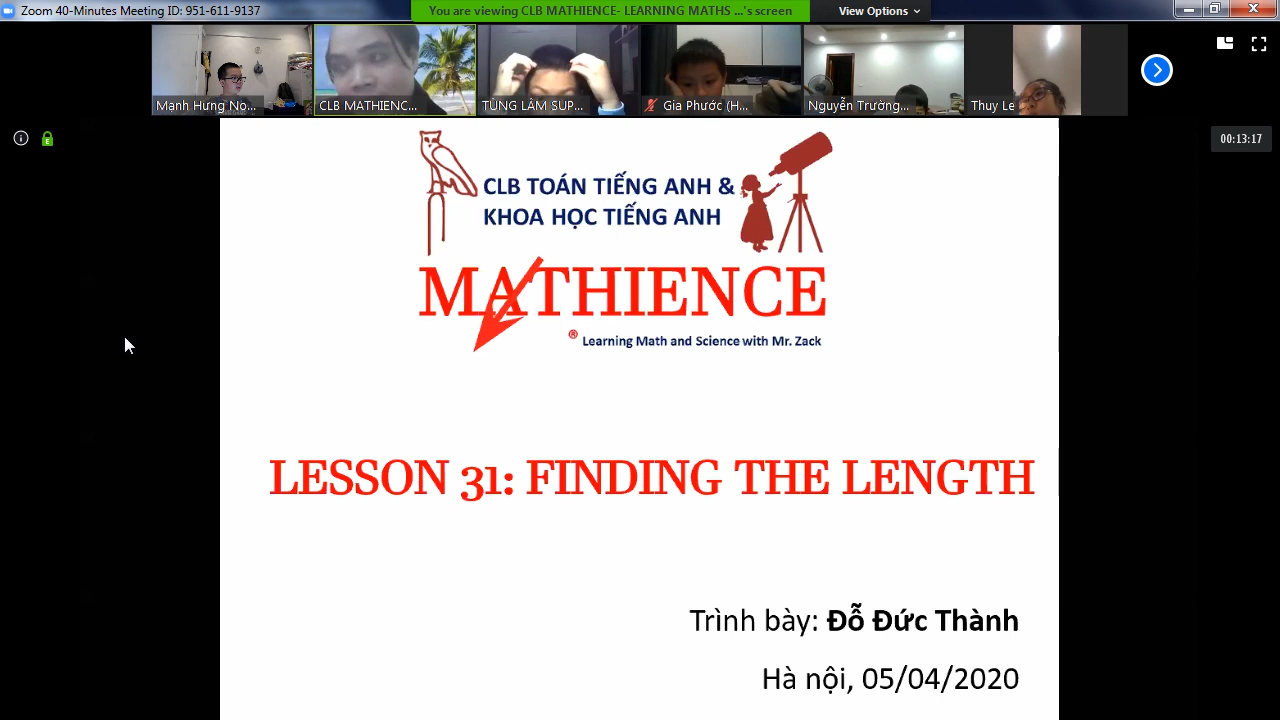 Zoom 40-Minutes Meeting ID: 951-611-9137
You are viewing CLB MATHIENCE- LEARNING MATHS ...'s screen
View Options
Mạnh Hưng No...
CLB MATHIENC...
TÙNG LÂM SUP...
Gia Phước (H...
Nguyễn Trường...
Thuy Le
00:13:17
CLB TOÁN TIẾNG ANH &
KHOA HỌC TIẾNG ANH
MATHIENCE
® Learning Math and Science with Mr. Zack
LESSON 31: FINDING THE LENGTH
Trình bày: Đỗ Đức Thành
Hà nội, 05/04/2020